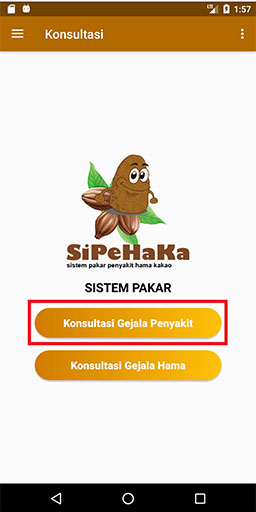 1:57
Konsultasi
SiPeHaKa
sistem pakar penyakit hama kakao
SISTEM PAKAR
Konsultasi Gejala Penyakit
Konsultasi Gejala Hama